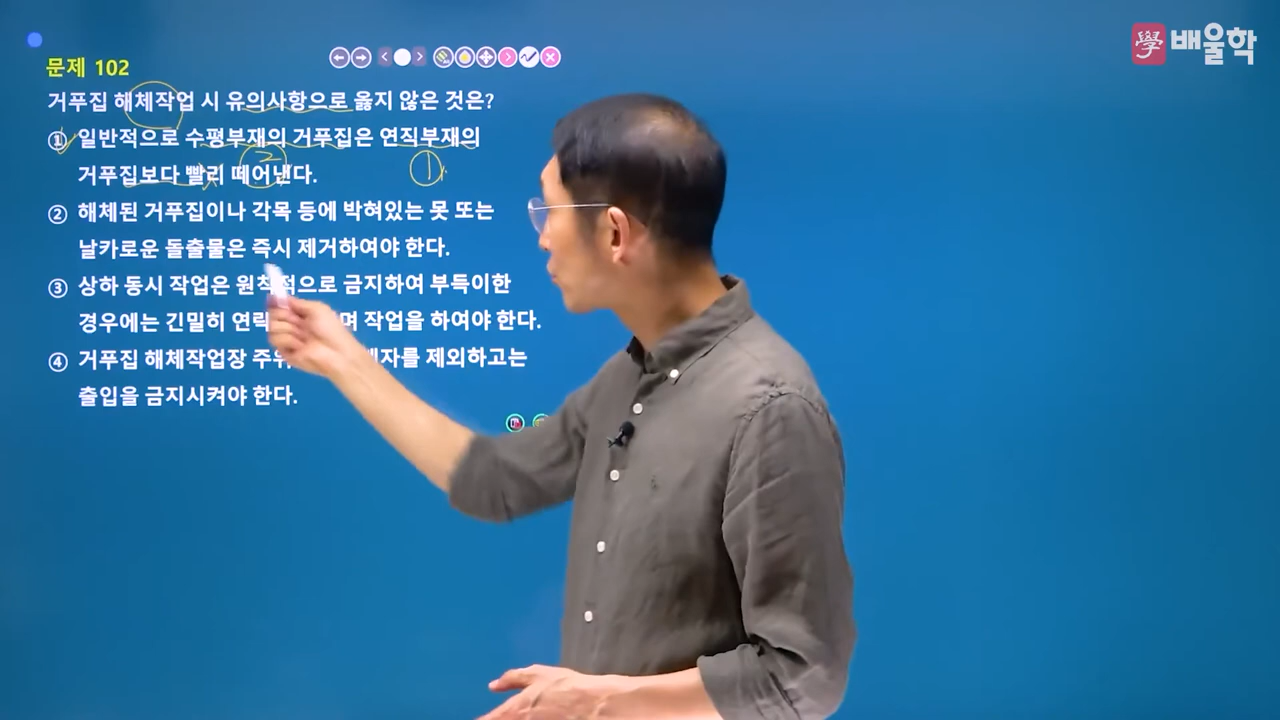 學 배울학
문제 102
거푸집 해체작업 시 유의사항으로 옳지 않은 것은?
① 일반적으로 수평부재의 거푸집은 연직부재의
거푸집보다 빨리 떼어낸다.
② 1
② 해체된 거푸집이나 각목 등에 박혀있는 못 또는
날카로운 돌출물은 즉시 제거하여야 한다.
③ 상하 동시 작업은 원칙적으로 금지하여 부득이한
경우에는 긴밀히 연락 며 작업을 하여야 한다.
④ 거푸집 해체작업장 주위 자를 제외하고는
출입을 금지시켜야 한다.